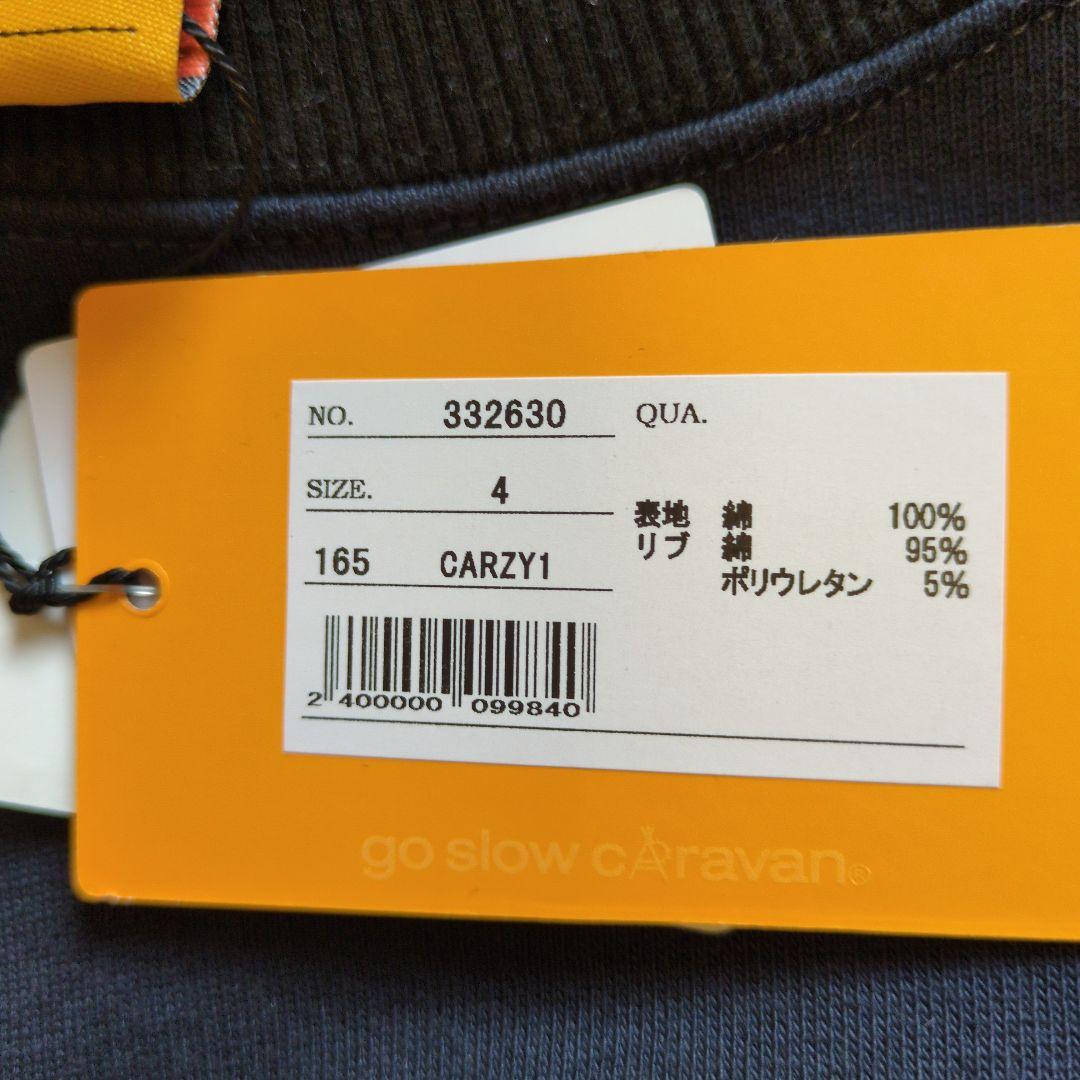 NO. 332630
SIZE. 4
165 CARZY1
2 400000 099840
QUA.
表地 綿 100%
リブ 綿 95%
ポリウレタン 5%
go slow caravan®